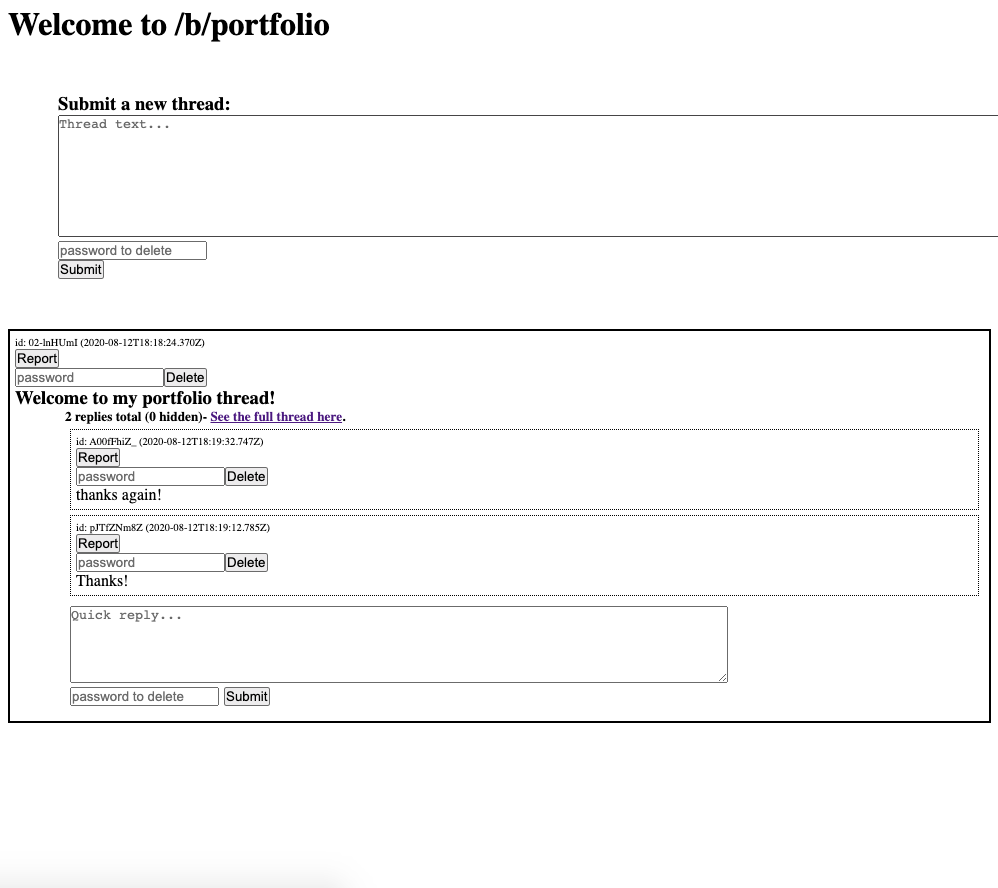 Welcome to /b/portfolio
Submit a new thread:
Thread text...
password to delete
Submit
id: 02-lnHUmI (2020-08-12T18:18:24.370Z)
Report
password Delete
Welcome to my portfolio thread!
2 replies total (0 hidden)- See the full thread here.
id: A00fFhiZ_ (2020-08-12T18:19:32.747Z)
Report
password Delete
thanks again!
id: pJTfZNm8Z (2020-08-12T18:19:12.785Z)
Report
password Delete
Thanks!
Quick reply...
password to delete Submit